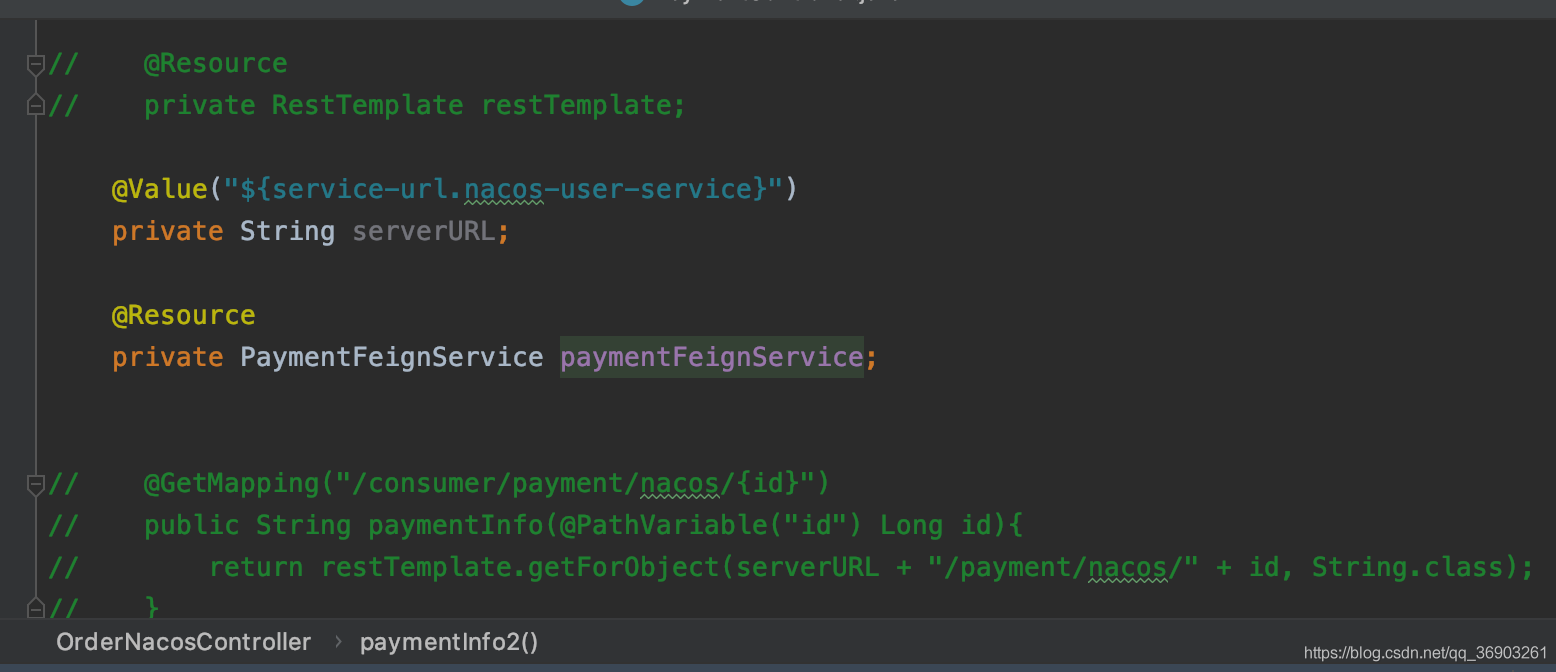 //    @Resource
//    private RestTemplate restTemplate;
@Value("${service-url.nacos-user-service}")
private String serverURL;
@Resource
private PaymentFeignService paymentFeignService;
//    @GetMapping("/consumer/payment/nacos/{id}")
//    public String paymentInfo(@PathVariable("id") Long id){
//        return restTemplate.getForObject(serverURL + "/payment/nacos/" + id, String.class);
//    }
OrderNacosController › paymentInfo2()
https://blog.csdn.net/qq_36903261